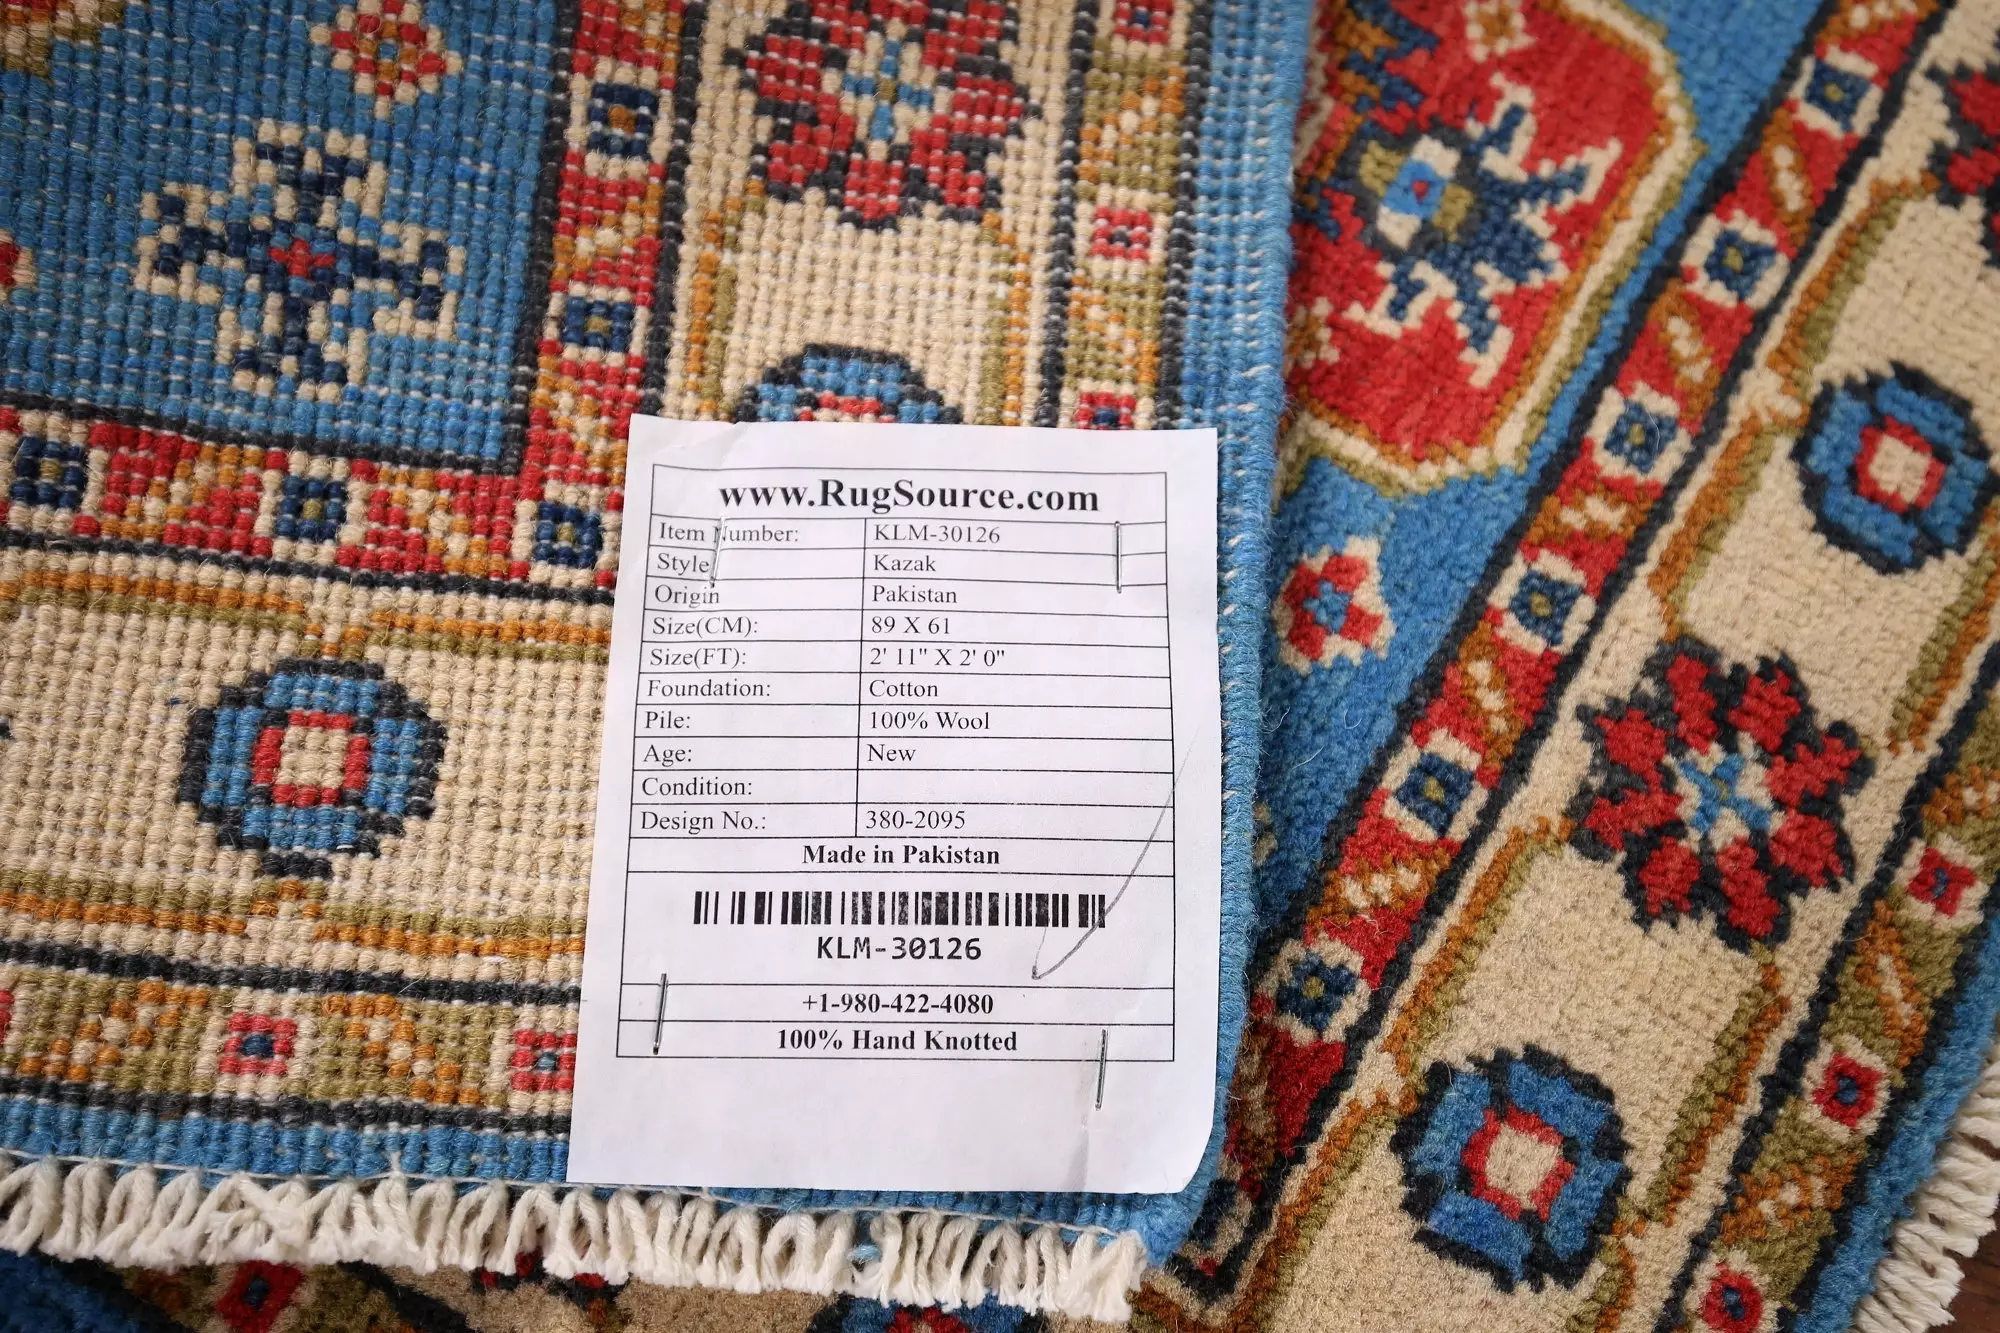 www.RugSource.com
Item Number: KLM-30126
Style Kazak
Origin Pakistan
Size(CM): 89 X 61
Size(FT): 2' 11" X 2' 0"
Foundation: Cotton
Pile: 100% Wool
Age: New
Condition:
Design No.: 380-2095
Made in Pakistan
KLM-30126
+1-980-422-4080
100% Hand Knotted